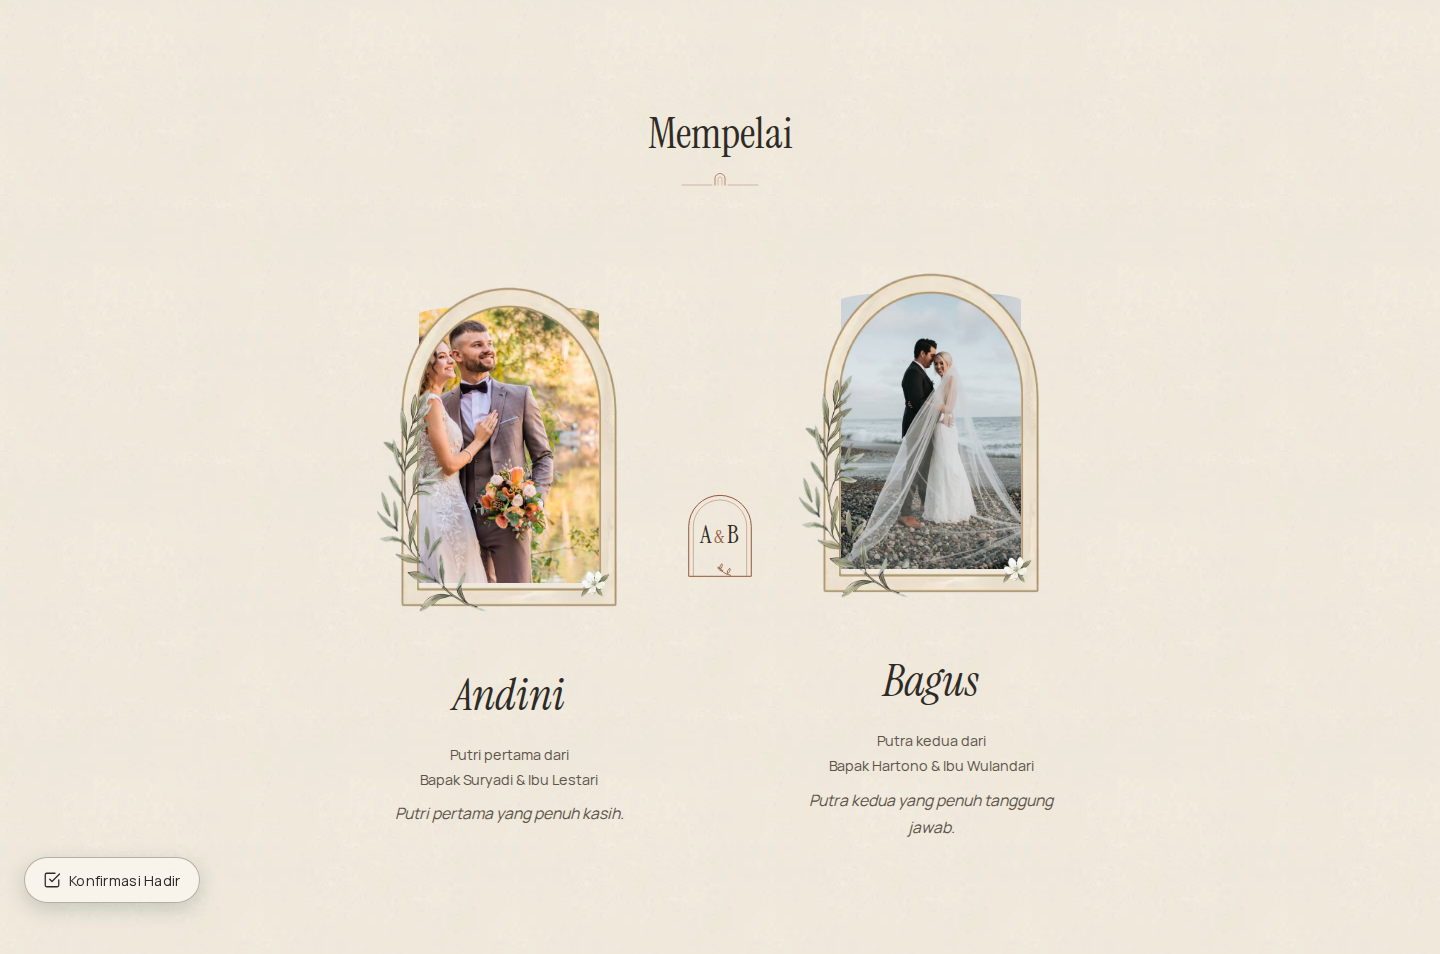 Mempelai
A & B
Andini
Putri pertama dari
Bapak Suryadi & Ibu Lestari
Putri pertama yang penuh kasih.
Bagus
Putra kedua dari
Bapak Hartono & Ibu Wulandari
Putra kedua yang penuh tanggung
jawab.
Konfirmasi Hadir